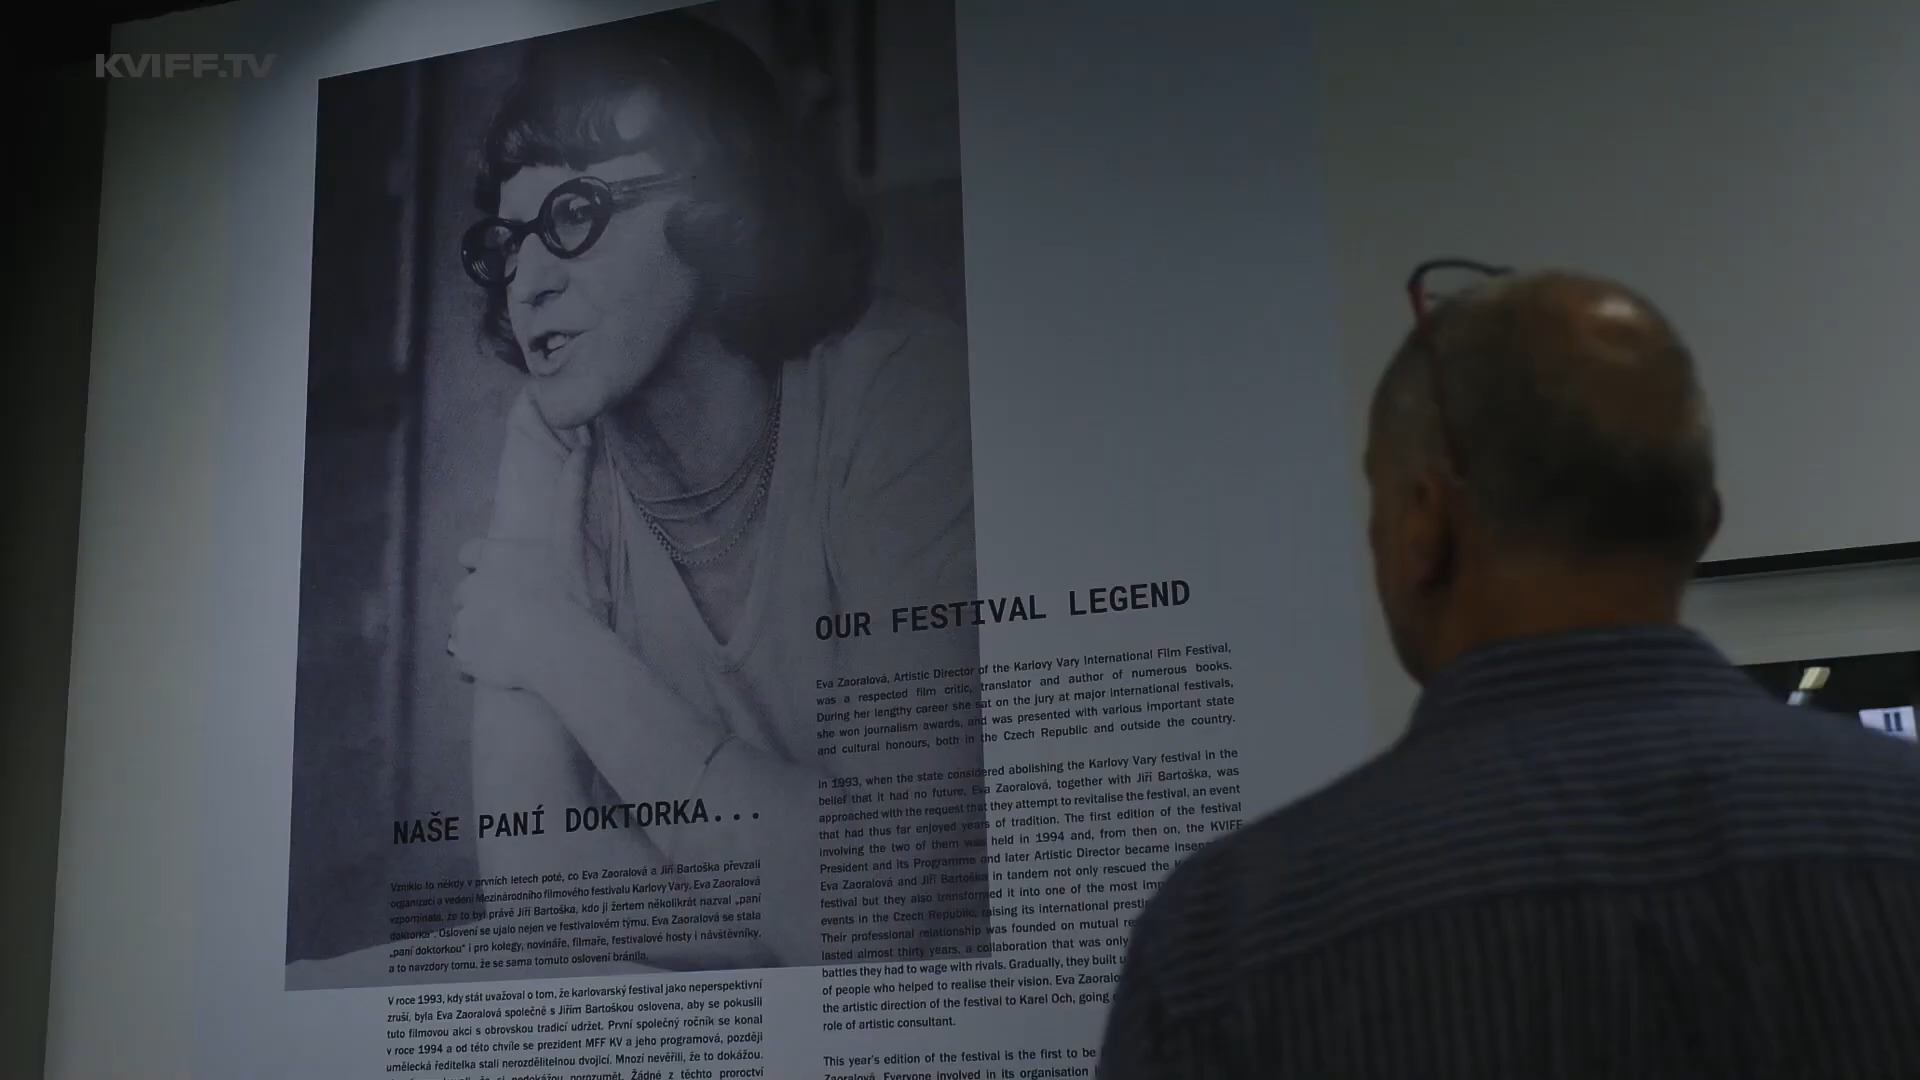 KVIFF.TV
NAŠE PANÍ DOKTORKA...
Vzniklo to někdy v prvních letech poté, co Eva Zaoralová a Jiří Bartoška převzali
organizaci a vedení Mezinárodního filmového festivalu Karlovy Vary. Eva Zaoralová
vzpomínala, že to byl právě Jiří Bartoška, kdo ji žertem několikrát nazval „paní
doktorka“. Oslovení se ujalo nejen ve festivalovém týmu. Eva Zaoralová se stala
„paní doktorkou“ i pro kolegy, novináře, filmaře, festivalové hosty i návštěvníky,
a to navzdory tomu, že se sama tomuto oslovení bránila.
V roce 1993, kdy stát uvažoval o tom, že karlovarský festival jako neperspektivní
zruší, byla Eva Zaoralová společně s Jiřím Bartoškou oslovena, aby se pokusili
tuto filmovou akci s obrovskou tradicí udržet. První společný ročník se konal
v roce 1994 a od této chvíle se prezident MFF KV a jeho programová, později
umělecká ředitelka stali nerozdělitelnou dvojicí. Mnozí nevěřili, že to dokážou.
že si nedokážou porozumět. Žádné z těchto proroctví
OUR FESTIVAL LEGEND
Eva Zaoralová, Artistic Director of the Karlovy Vary International Film Festival,
was a respected film critic, translator and author of numerous books.
During her lengthy career she sat on the jury at major international festivals,
she won journalism awards, and was presented with various important state
and cultural honours, both in the Czech Republic and outside the country.
In 1993, when the state considered abolishing the Karlovy Vary festival in the
belief that it had no future, Eva Zaoralová, together with Jiří Bartoška, was
approached with the request that they attempt to revitalise the festival, an event
that had thus far enjoyed years of tradition. The first edition of the festival
involving the two of them was held in 1994 and, from then on, the KVIFF
President and its Programme and later Artistic Director became
Eva Zaoralová and Jiří Bartoška in tandem not only rescued the
festival but they also transformed it into one of the most
events in the Czech Republic, raising its international
Their professional relationship was founded on mutual
lasted almost thirty years, a collaboration that was only
battles they had to wage with rivals. Gradually, they built
of people who helped to realise their vision. Eva
the artistic direction of the festival to Karel Och, going
role of artistic consultant.
This year's edition of the festival is the first to be
Zaoralová. Everyone involved in its organisation